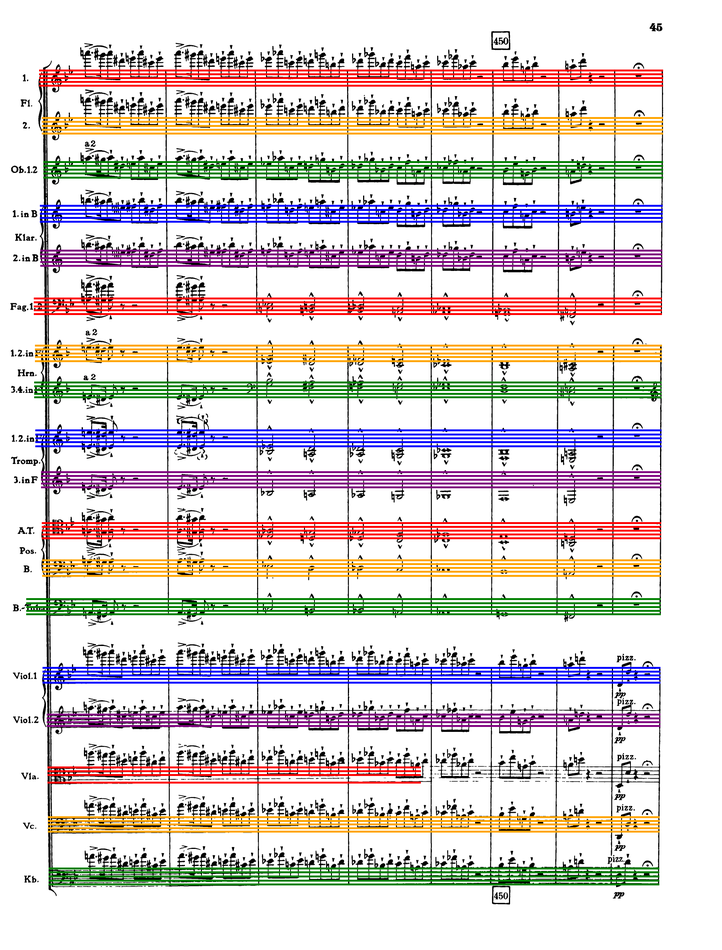 45
450
1.
Fl.
2.
a 2
Ob.1.2
1. in B
Klar.
2. in B
Fag.1.2
a 2
1.2.in
Hrn.
a 2
3.4.in
1.2.in
Tromp.
3. in F
A.T.
Pos.
B.
B.-Tuba
pizz.
Viol.1
pp
pizz.
Viol.2
pp
pizz.
Vla.
pp
pizz.
Vc.
pizz.
Kb.
450
pp